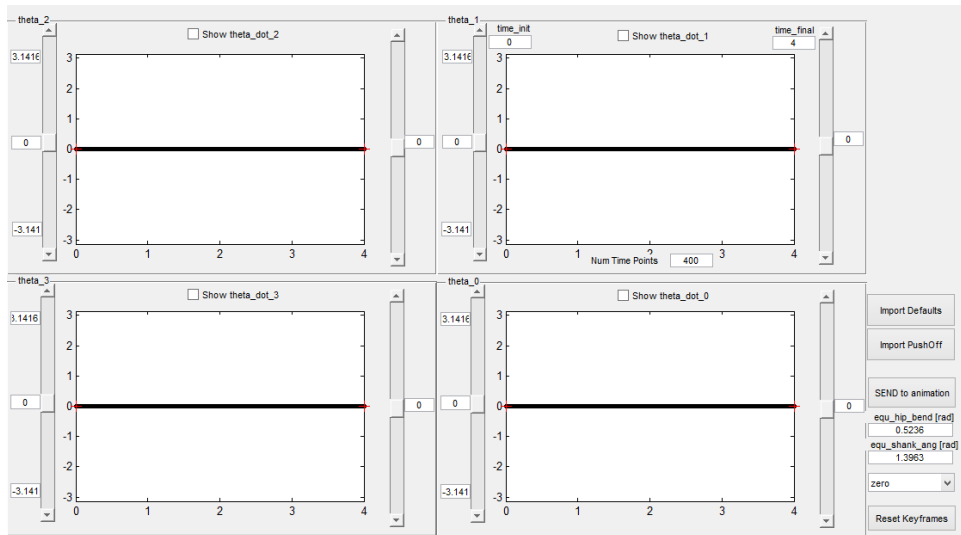 theta_2
Show theta_dot_2
3.1416
0
-3.141
3
2
1
0
-1
-2
-3
0 1 2 3 4
0
theta_1
time_init
0
Show theta_dot_1
time_final
4
3.1416
0
-3.141
3
2
1
0
-1
-2
-3
0 1 2 3 4
Num Time Points 400
0
theta_3
Show theta_dot_3
3.1416
0
-3.141
3
2
1
0
-1
-2
-3
0 1 2 3 4
0
theta_0
Show theta_dot_0
3.1416
0
-3.141
3
2
1
0
-1
-2
-3
0 1 2 3 4
0
Import Defaults
Import PushOff
SEND to animation
equ_hip_bend [rad]
0.5236
equ_shank_ang [rad]
1.3963
zero
Reset Keyframes